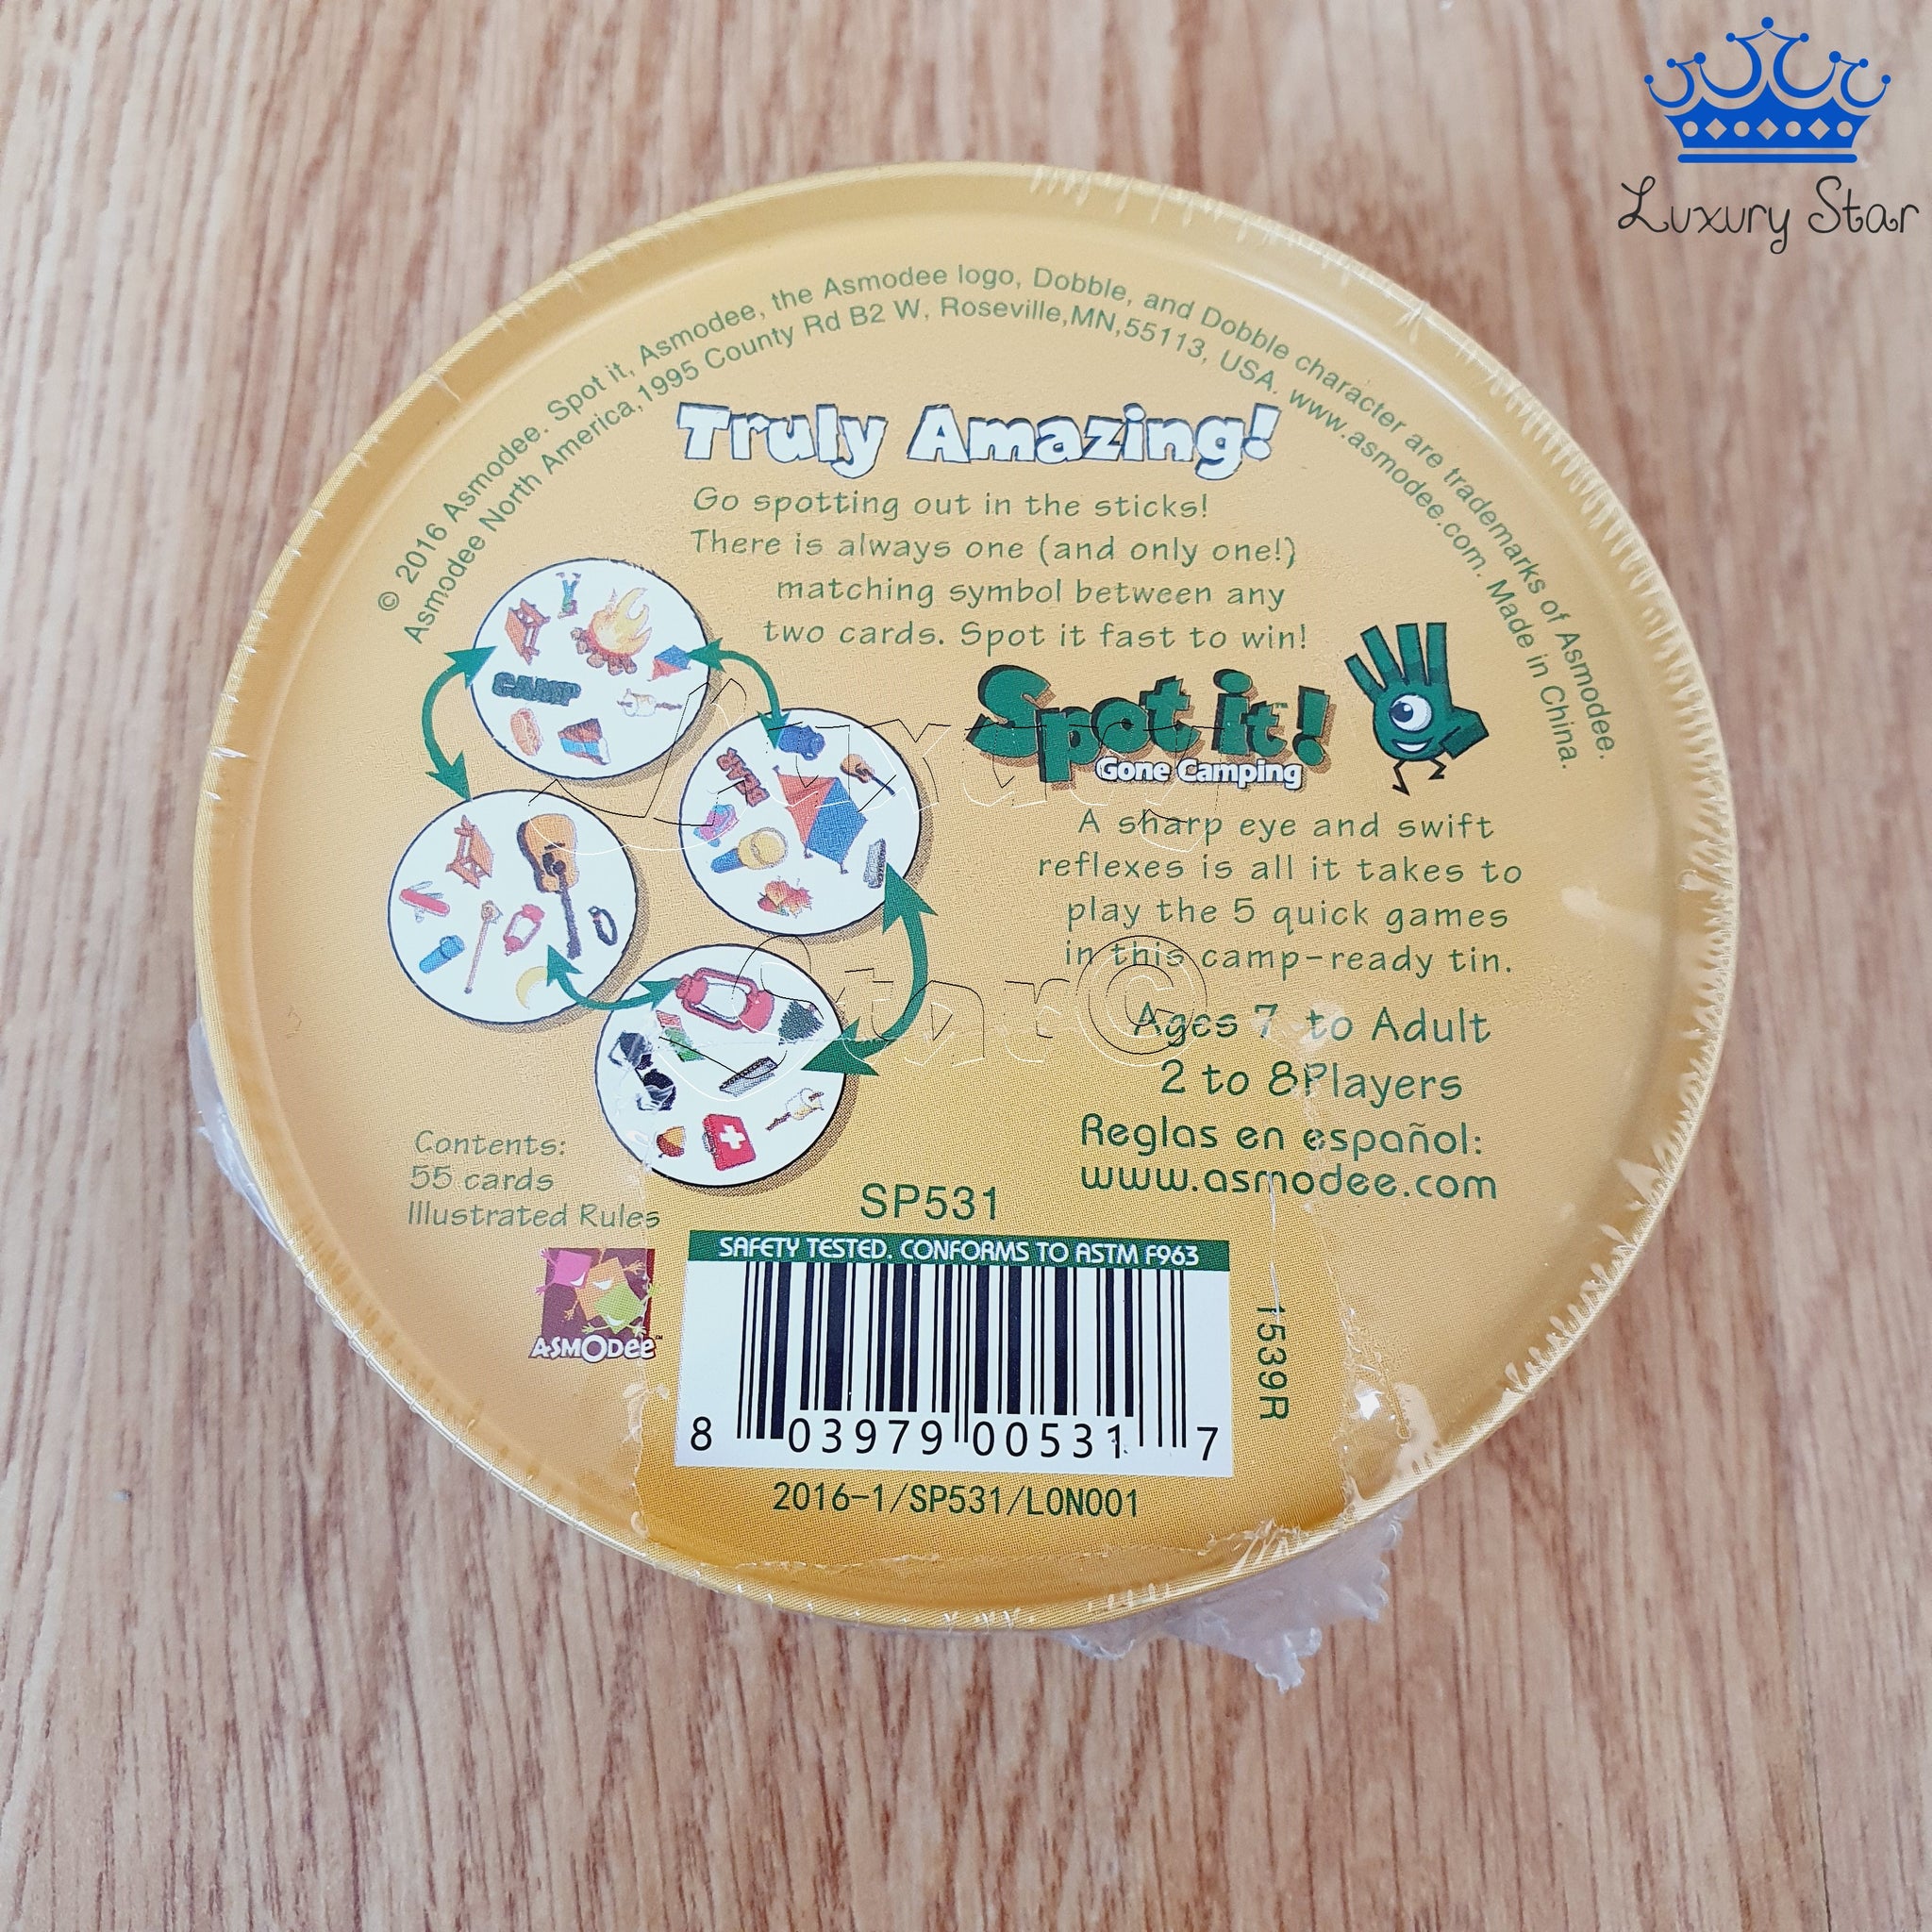 Luxury Star
© 2016 Asmodee. Spot it, Asmodee, the Asmodee logo, Dobble, and Dobble character are trademarks of Asmodee.
Asmodee North America, 1995 County Rd B2 W, Roseville,MN,55113, USA. www.asmodee.com. Made in China.
Truly Amazing!
Go spotting out in the sticks!
There is always one (and only one!)
matching symbol between any
two cards. Spot it fast to win!
CAMP
Spot it!™
Gone Camping
A sharp eye and swift
reflexes is all it takes to
play the 5 quick games
in this camp-ready tin.
Luxury
Star©
Ages 7 to Adult
2 to 8Players
Reglas en español:
www.asmodee.com
Contents:
55 cards
Illustrated Rules
SP531
SAFETY TESTED. CONFORMS TO ASTM F963
ASMODee™
1539R
8 03979 00531 7
2016-1/SP531/LON001